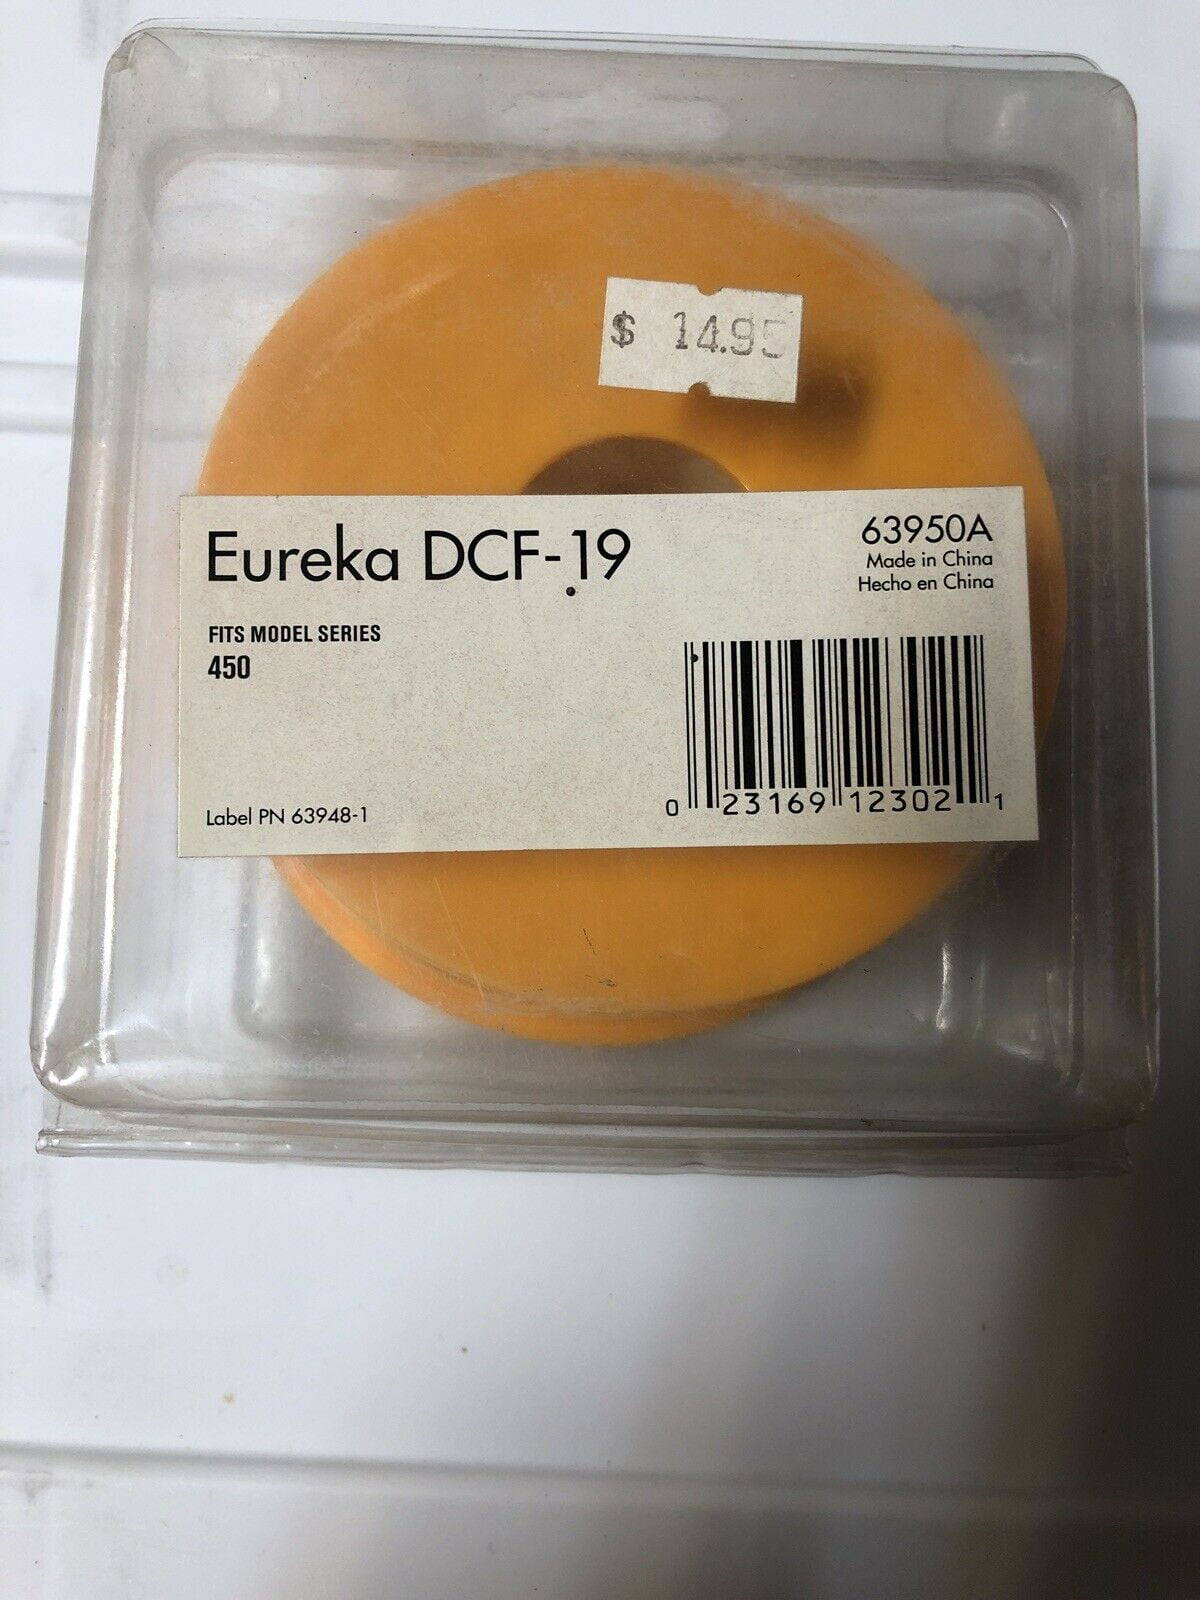 $ 14.95
Eureka DCF-19
63950A
Made in China
Hecho en China
FITS MODEL SERIES
450
Label PN 63948-1
0 23169 12302 1